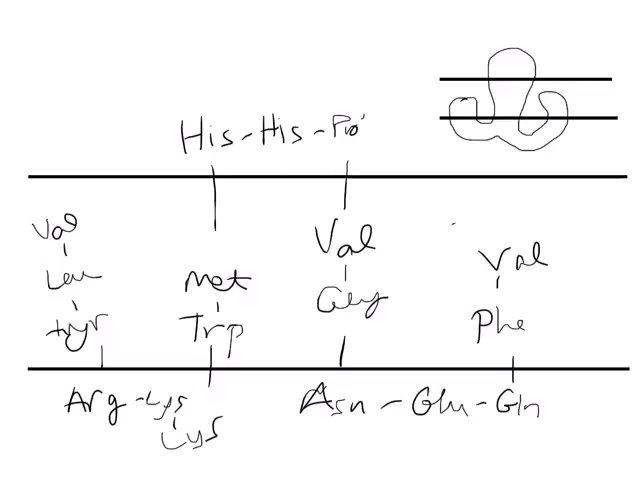 His-His-Pro
Val
Leu
tyr
Met
Trp
Val
Gly
Val
Phe
Arg-Lys
Lys
Asn-Glu-Gln